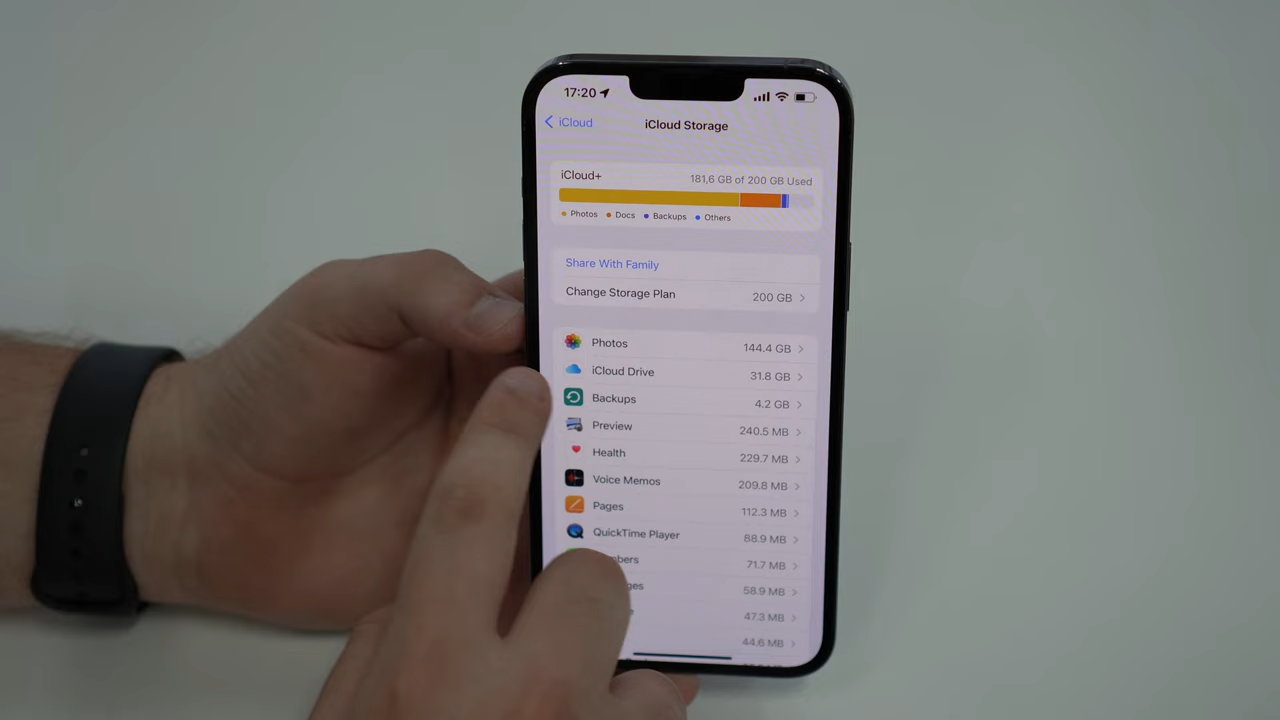 17:20
iCloud
iCloud Storage
iCloud+ 181,6 GB of 200 GB Used
Photos Docs Backups Others
Share With Family
Change Storage Plan 200 GB
Photos 144.4 GB
iCloud Drive 31.8 GB
Backups 4.2 GB
Preview 240.5 MB
Health 229.7 MB
Voice Memos 209.8 MB
Pages 112.3 MB
QuickTime Player 88.9 MB
71.7 MB
58.9 MB
47.3 MB
44.6 MB